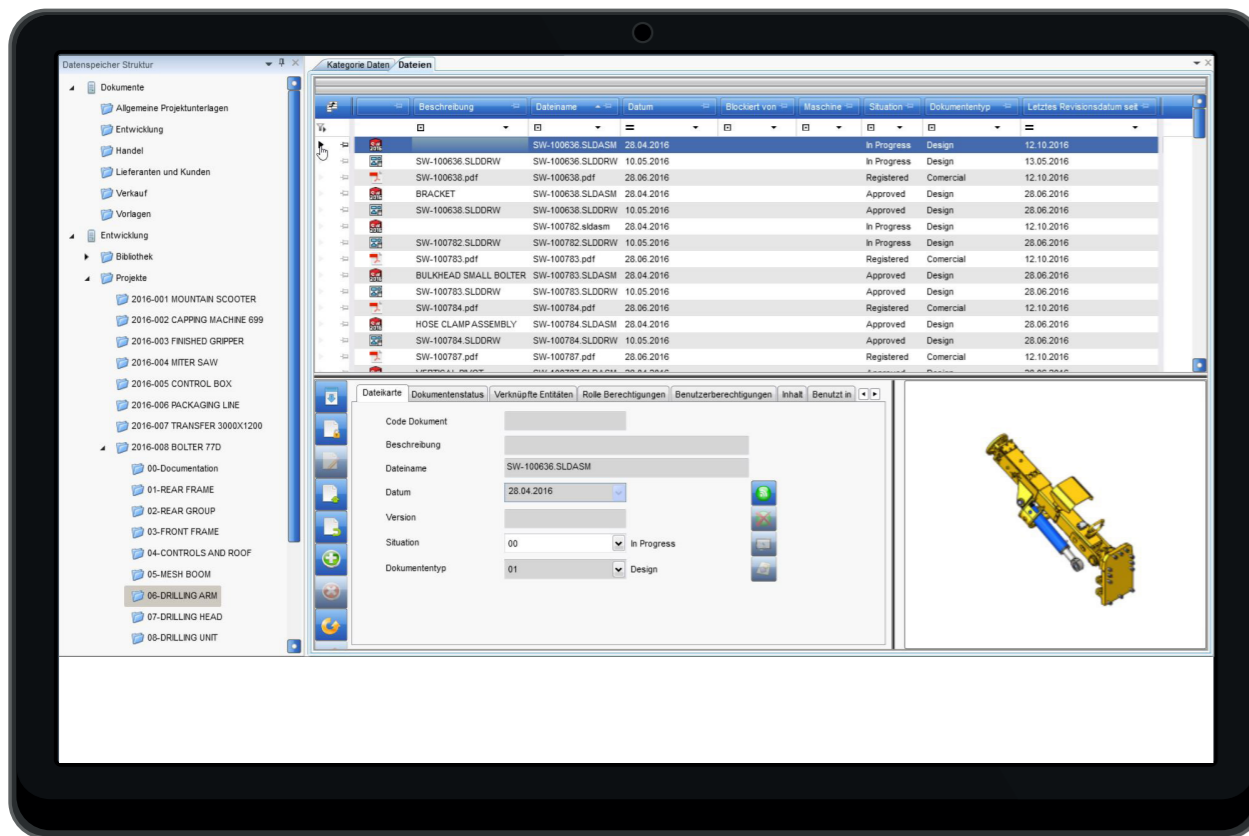 Datenspeicher Struktur
Dokumente
Allgemeine Projektunterlagen
Entwicklung
Handel
Lieferanten und Kunden
Verkauf
Vorlagen
Entwicklung
Bibliothek
Projekte
2016-001 MOUNTAIN SCOOTER
2016-002 CAPPING MACHINE 699
2016-003 FINISHED GRIPPER
2016-004 MITER SAW
2016-005 CONTROL BOX
2016-006 PACKAGING LINE
2016-007 TRANSFER 3000X1200
2016-008 BOLTER 77D
00-Documentation
01-REAR FRAME
02-REAR GROUP
03-FRONT FRAME
04-CONTROLS AND ROOF
05-MESH BOOM
06-DRILLING ARM
07-DRILLING HEAD
08-DRILLING UNIT
Kategorie Daten Dateien
Beschreibung Dateiname Datum Blockiert von Maschine Situation Dokumententyp Letztes Revisionsdatum seit
SW-100636.SLDASM 28.04.2016 In Progress Design 12.10.2016
SW-100636.SLDDRW SW-100636.SLDDRW 10.05.2016 In Progress Design 13.05.2016
SW-100638.pdf SW-100638.pdf 28.06.2016 Registered Comercial 12.10.2016
BRACKET SW-100638.SLDASM 28.04.2016 Approved Design 28.06.2016
SW-100638.SLDDRW SW-100638.SLDDRW 10.05.2016 Approved Design 28.06.2016
SW-100782.sldasm 28.04.2016 In Progress Design 12.10.2016
SW-100782.SLDDRW SW-100782.SLDDRW 10.05.2016 In Progress Design 28.06.2016
SW-100783.pdf SW-100783.pdf 28.06.2016 Registered Comercial 12.10.2016
BULKHEAD SMALL BOLTER SW-100783.SLDASM 28.04.2016 Approved Design 28.06.2016
SW-100783.SLDDRW SW-100783.SLDDRW 10.05.2016 Approved Design 28.06.2016
SW-100784.pdf SW-100784.pdf 28.06.2016 Registered Comercial 12.10.2016
HOSE CLAMP ASSEMBLY SW-100784.SLDASM 28.04.2016 Approved Design 28.06.2016
SW-100784.SLDDRW SW-100784.SLDDRW 10.05.2016 Approved Design 28.06.2016
SW-100787.pdf SW-100787.pdf 28.06.2016 Registered Comercial 12.10.2016
Dateikarte Dokumentenstatus Verknüpfte Entitäten Rolle Berechtigungen Benutzerberechtigungen Inhalt Benutzt in
Code Dokument
Beschreibung
Dateiname SW-100636.SLDASM
Datum 28.04.2016
Version
Situation 00 In Progress
Dokumententyp 01 Design